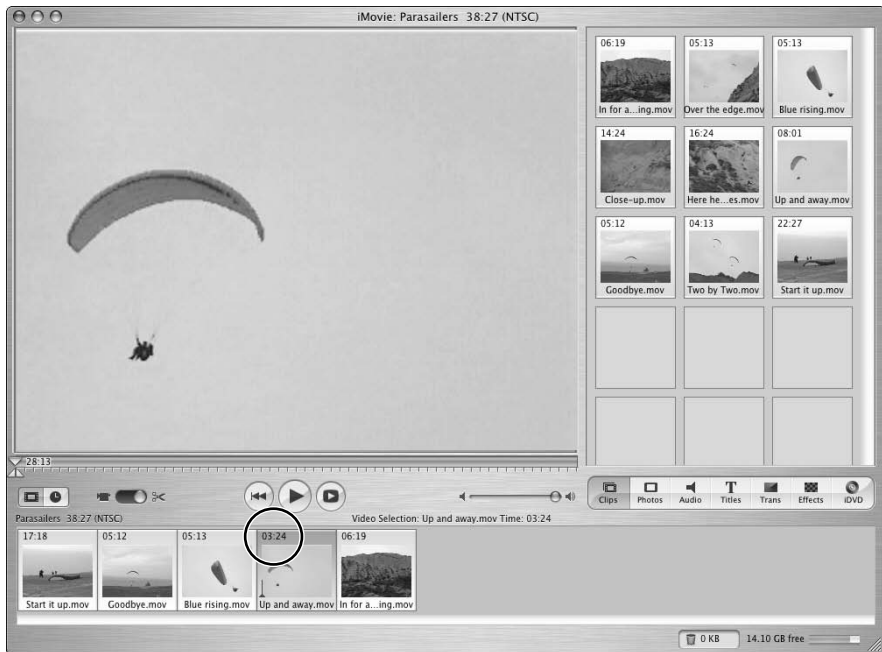 iMovie: Parasailers 38:27 (NTSC)
06:19 05:13 05:13
In for a...ing.mov Over the edge.mov Blue rising.mov
14:24 16:24 08:01
Close-up.mov Here he...es.mov Up and away.mov
05:12 04:13 22:27
Goodbye.mov Two by Two.mov Start it up.mov
28:13
Clips Photos Audio Titles Trans Effects iDVD
Parasailers 38:27 (NTSC) Video Selection: Up and away.mov Time: 03:24
17:18 05:12 05:13 03:24 06:19
Start it up.mov Goodbye.mov Blue rising.mov Up and away.mov In for a...ing.mov
0 KB 14.10 GB free